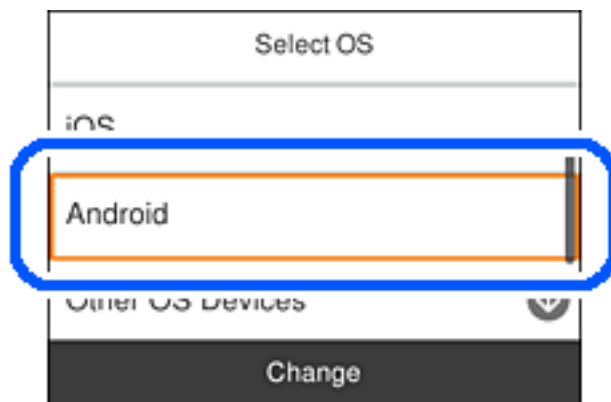 Select OS
iOS
Android
Other OS Devices
Change